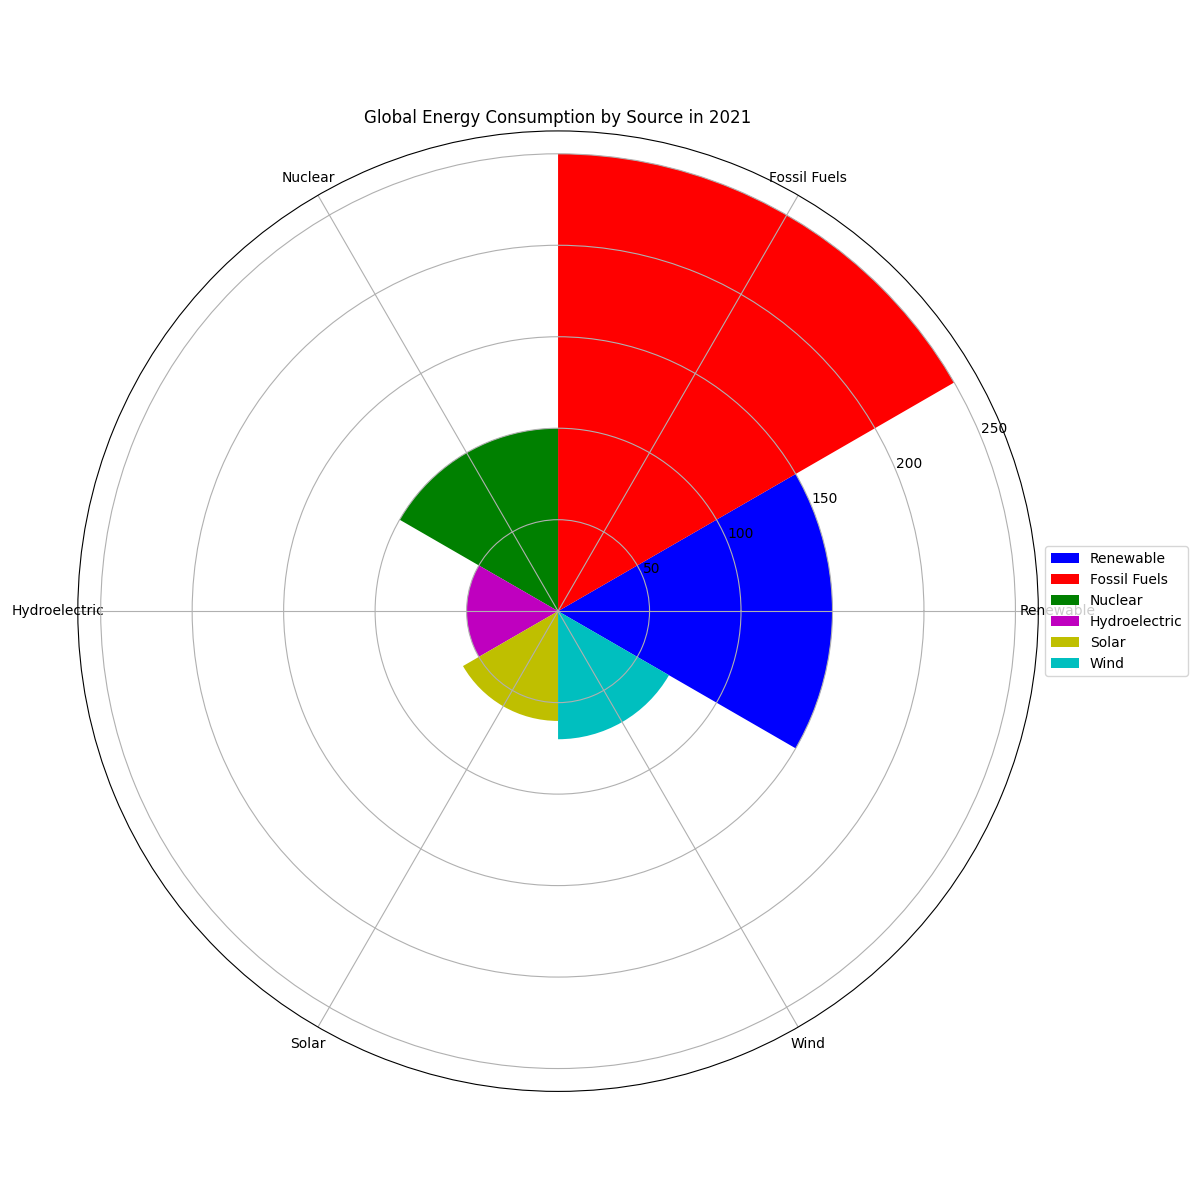 Global Energy Consumption by Source in 2021
Nuclear
Fossil Fuels
250
200
150
100
50
Hydroelectric
Renewable
Solar
Wind
Renewable
Fossil Fuels
Nuclear
Hydroelectric
Solar
Wind